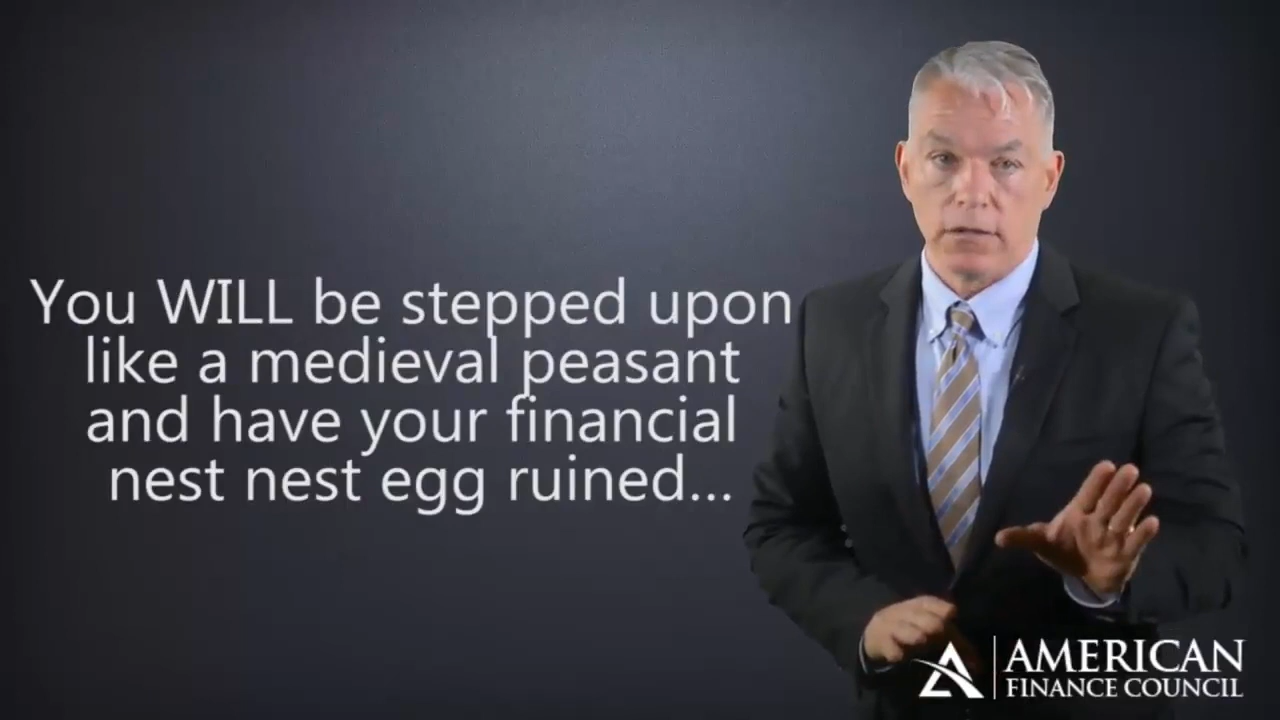 You WILL be stepped upon
like a medieval peasant
and have your financial
nest nest egg ruined...
AMERICAN
FINANCE COUNCIL